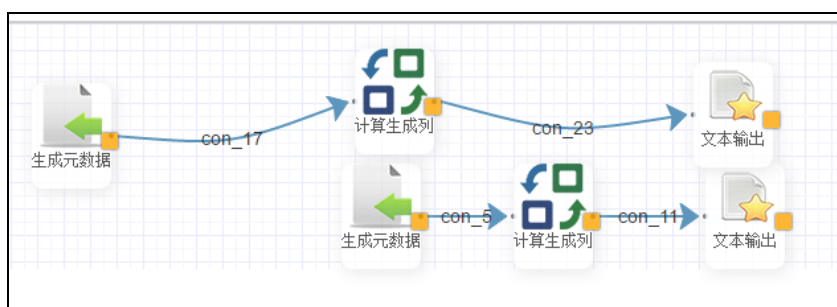 计算生成列
con_23
con_17
文本输出
生成元数据
con_5
con_11
生成元数据
计算生成列
文本输出